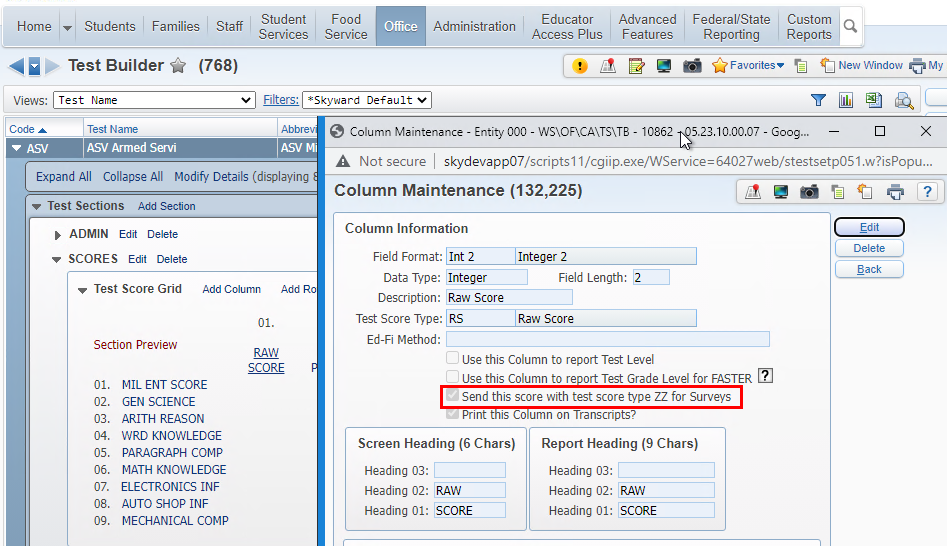 Home Students Families Staff Student Services Food Service Office Administration Educator Access Plus Advanced Features Federal/State Reporting Custom Reports
Test Builder (768)
Favorites New Window My
Views: Test Name Filters: *Skyward Default
Code Test Name Abbrevi
ASV ASV Armed Servi ASV Mi
Expand All Collapse All Modify Details (displaying 8
Test Sections Add Section
ADMIN Edit Delete
SCORES Edit Delete
Test Score Grid Add Column Add Ro
01.
Section Preview
RAW
SCORE P
01. MIL ENT SCORE
02. GEN SCIENCE
03. ARITH REASON
04. WRD KNOWLEDGE
05. PARAGRAPH COMP
06. MATH KNOWLEDGE
07. ELECTRONICS INF
08. AUTO SHOP INF
09. MECHANICAL COMP
Column Maintenance - Entity 000 - WS\OF\CA\TS\TB - 10862 - 05.23.10.00.07 - Goog...
Not secure | skydevapp07/scripts11/cgiip.exe/WService=64027web/stestsetp051.w?isPopu...
Column Maintenance (132,225)
?
Column Information
Edit
Delete
Back
Field Format: Int 2 Integer 2
Data Type: Integer Field Length: 2
Description: Raw Score
Test Score Type: RS Raw Score
Ed-Fi Method:
Use this Column to report Test Level
Use this Column to report Test Grade Level for FASTER ?
Send this score with test score type ZZ for Surveys
Print this Column on Transcripts?
Screen Heading (6 Chars) Report Heading (9 Chars)
Heading 03: Heading 03:
Heading 02: RAW Heading 02: RAW
Heading 01: SCORE Heading 01: SCORE